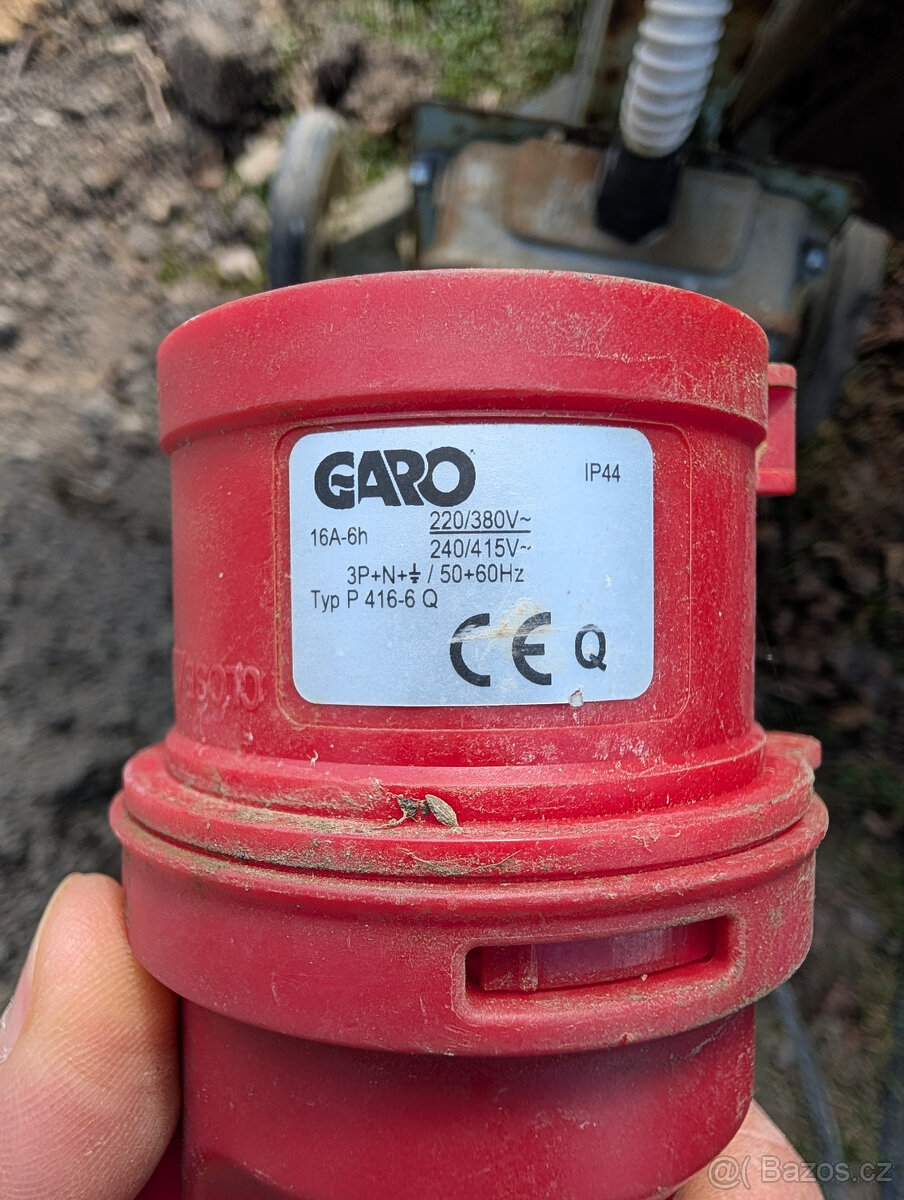 GARO
IP44
16A-6h
220/380V~
240/415V~
3P+N+⏚ / 50+60Hz
Typ P 416-6 Q
CE Q
@( Bazos.cz